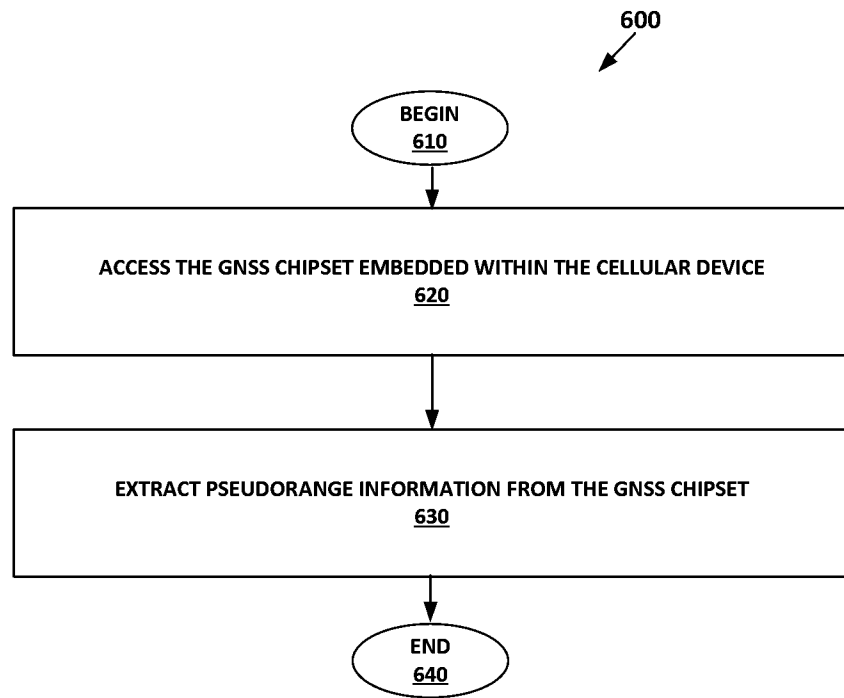 600
BEGIN
610
ACCESS THE GNSS CHIPSET EMBEDDED WITHIN THE CELLULAR DEVICE
620
EXTRACT PSEUDORANGE INFORMATION FROM THE GNSS CHIPSET
630
END
640